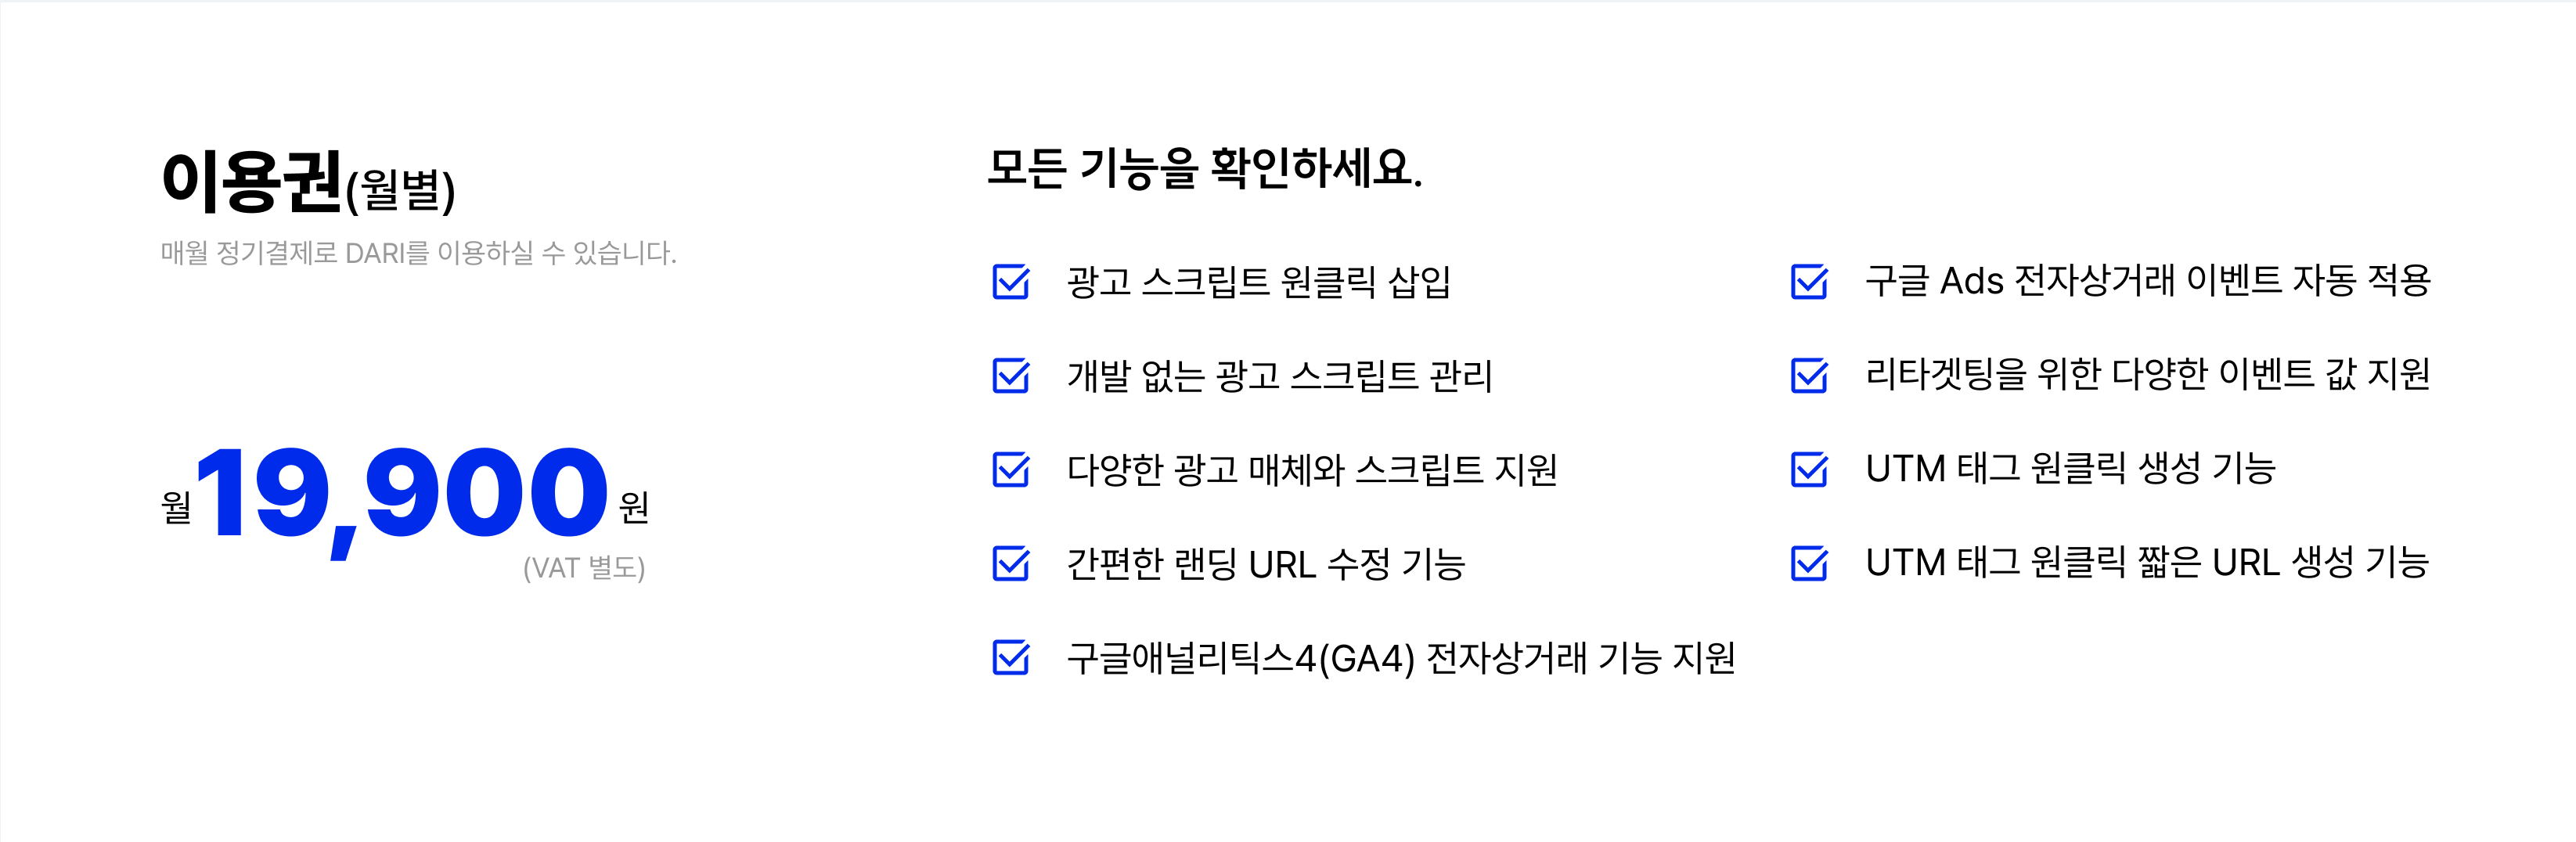 이용권(월별)
매월 정기결제로 DARI를 이용하실 수 있습니다.
월19,900 원
(VAT 별도)
모든 기능을 확인하세요.
광고 스크립트 원클릭 삽입
개발 없는 광고 스크립트 관리
다양한 광고 매체와 스크립트 지원
간편한 랜딩 URL 수정 기능
구글애널리틱스4(GA4) 전자상거래 기능 지원
구글 Ads 전자상거래 이벤트 자동 적용
리타겟팅을 위한 다양한 이벤트 값 지원
UTM 태그 원클릭 생성 기능
UTM 태그 원클릭 짧은 URL 생성 기능